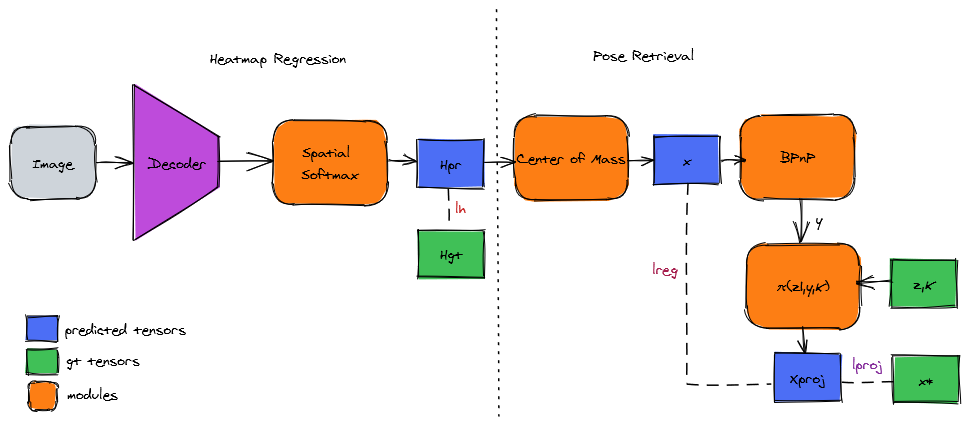 Heatmap Regression
Pose Retrieval
Image
Decoder
Spatial
Softmax
Hpr
lh
Hgt
Center of Mass
x
BPnP
y
lreg
π(z|,y,K)
z,K
Xproj
lproj
x*
predicted tensors
gt tensors
modules